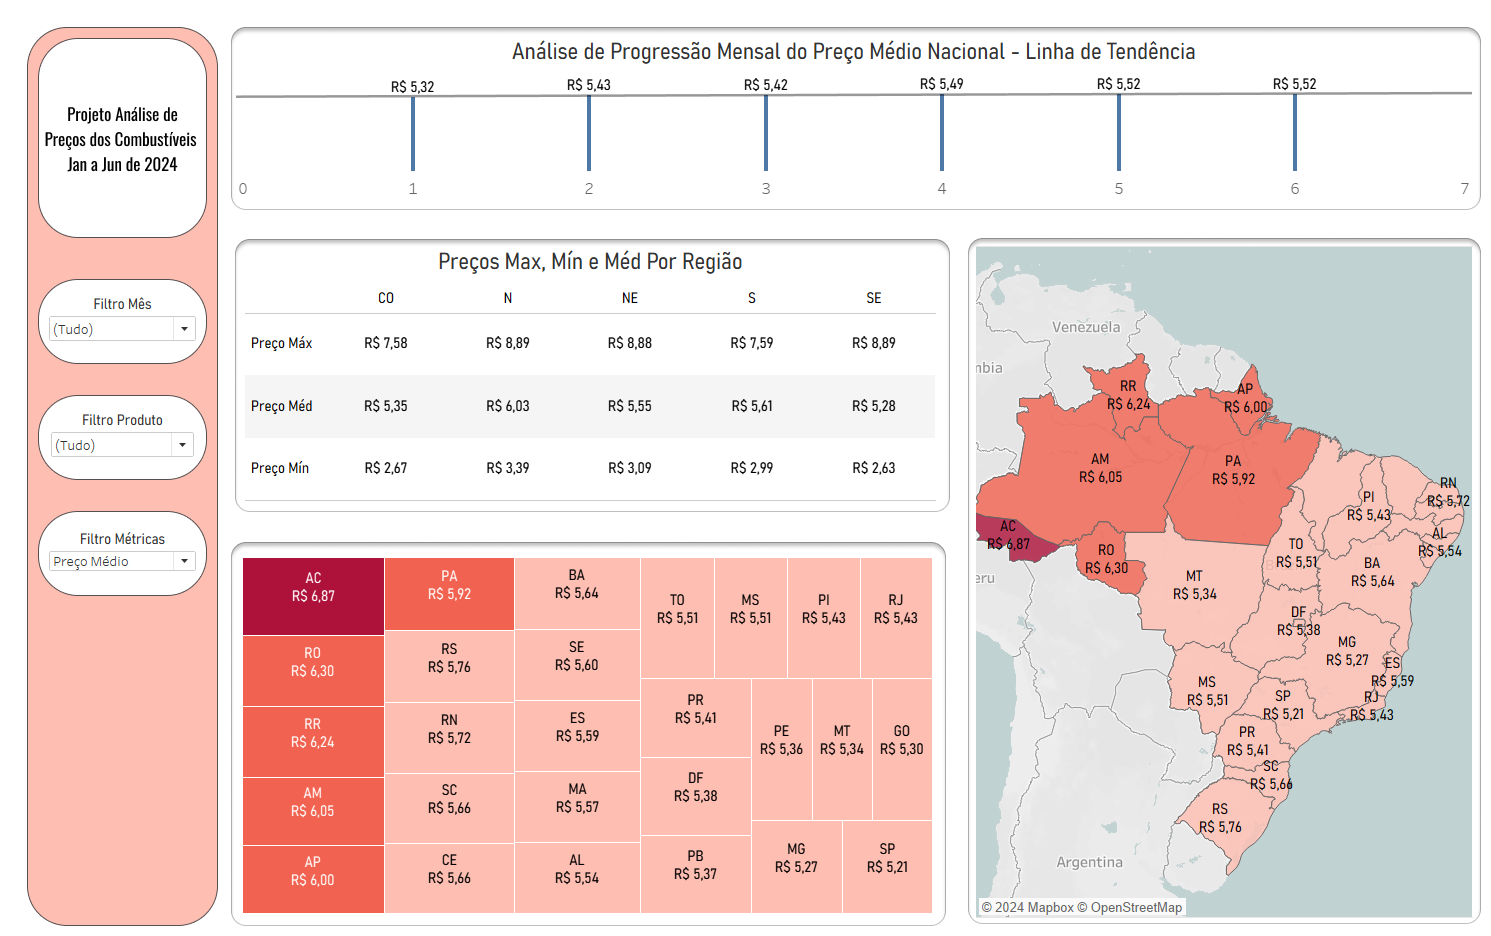 Projeto Análise de
Preços dos Combustíveis
Jan a Jun de 2024
Filtro Mês
(Tudo)
Filtro Produto
(Tudo)
Filtro Métricas
Preço Médio
Análise de Progressão Mensal do Preço Médio Nacional - Linha de Tendência
R$ 5,32 R$ 5,43 R$ 5,42 R$ 5,49 R$ 5,52 R$ 5,52
0 1 2 3 4 5 6 7
Preços Max, Mín e Méd Por Região
CO N NE S SE
Preço Máx R$ 7,58 R$ 8,89 R$ 8,88 R$ 7,59 R$ 8,89
Preço Méd R$ 5,35 R$ 6,03 R$ 5,55 R$ 5,61 R$ 5,28
Preço Mín R$ 2,67 R$ 3,39 R$ 3,09 R$ 2,99 R$ 2,63
AC
R$ 6,87
RO
R$ 6,30
RR
R$ 6,24
AM
R$ 6,05
AP
R$ 6,00
PA
R$ 5,92
RS
R$ 5,76
RN
R$ 5,72
SC
R$ 5,66
CE
R$ 5,66
BA
R$ 5,64
SE
R$ 5,60
ES
R$ 5,59
MA
R$ 5,57
AL
R$ 5,54
TO
R$ 5,51
MS
R$ 5,51
PI
R$ 5,43
RJ
R$ 5,43
PR
R$ 5,41
DF
R$ 5,38
PB
R$ 5,37
PE
R$ 5,36
MT
R$ 5,34
GO
R$ 5,30
MG
R$ 5,27
SP
R$ 5,21
Venezuela
mbia
RR
R$ 6,24
AP
R$ 6,00
AM
R$ 6,05
PA
R$ 5,92
RN
R$ 5,72
PI
R$ 5,43
AC
R$ 6,87
AL
R$ 5,54
RO
R$ 6,30
TO
R$ 5,51
BA
R$ 5,64
eru
MT
R$ 5,34
DF
R$ 5,38
MG
R$ 5,27
ES
R$ 5,59
MS
R$ 5,51
SP
R$ 5,21
RJ
R$ 5,43
PR
R$ 5,41
SC
R$ 5,66
RS
R$ 5,76
Argentina
© 2024 Mapbox © OpenStreetMap